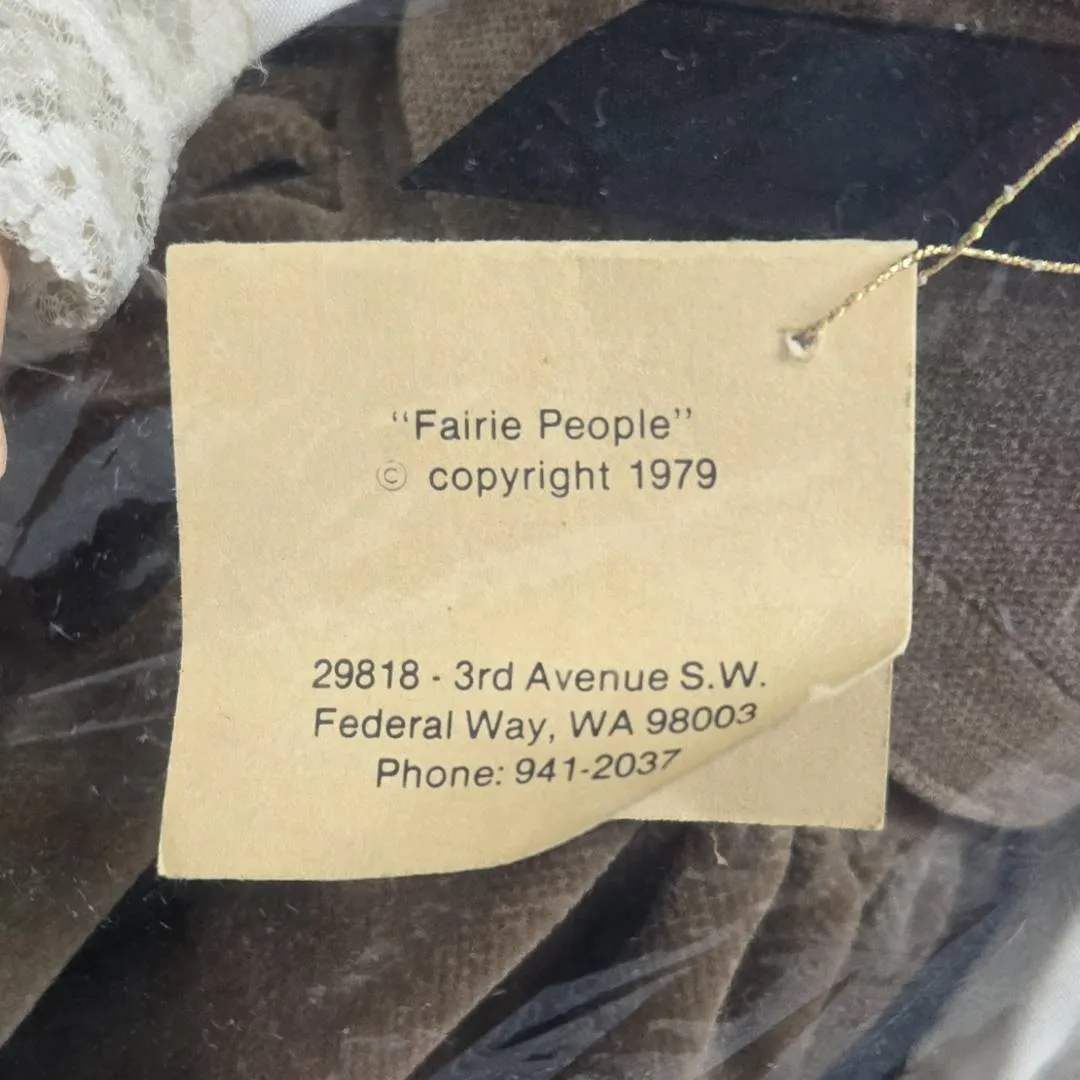 “Fairie People”
© copyright 1979
29818 - 3rd Avenue S.W.
Federal Way, WA 98003
Phone: 941-2037